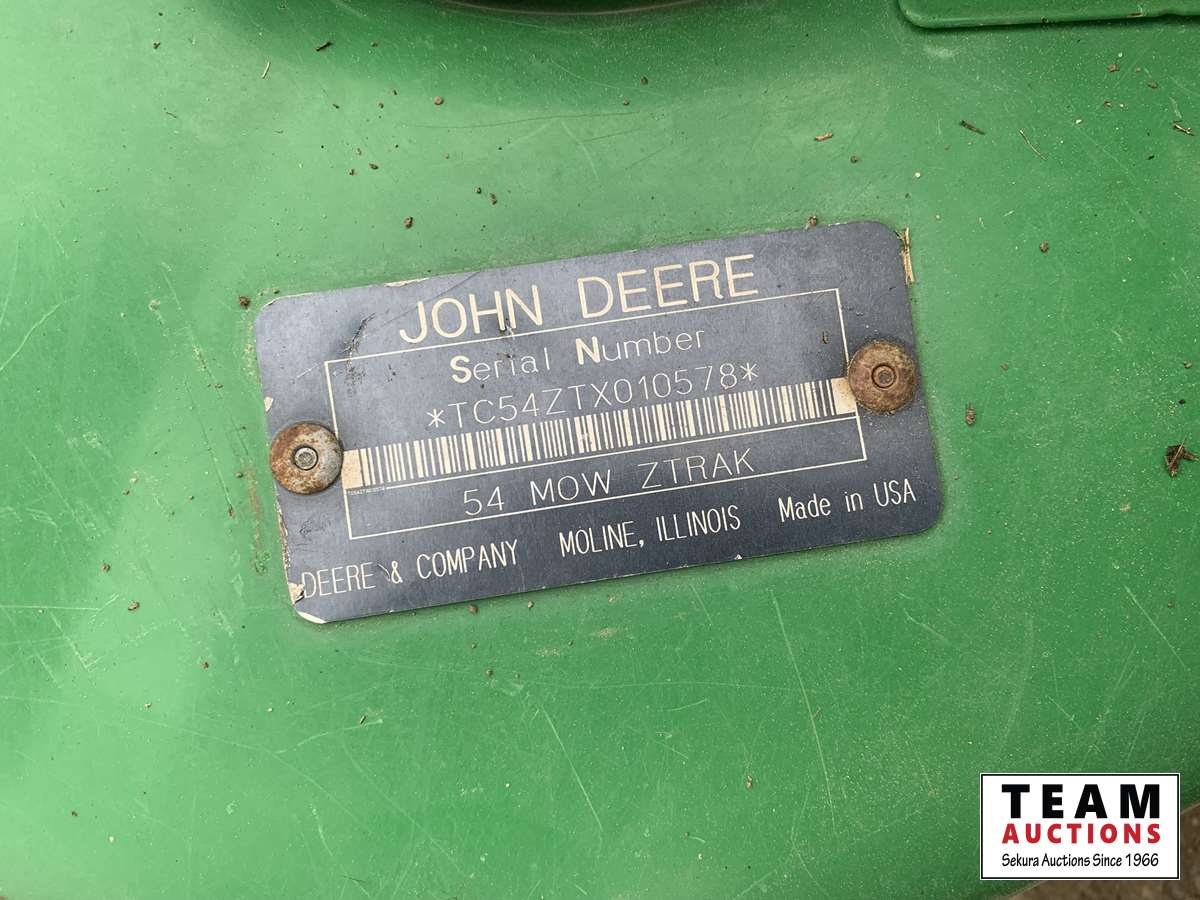 JOHN DEERE
Serial Number
*TC54ZTX010578*
54 MOW ZTRAK
DEERE & COMPANY MOLINE, ILLINOIS Made in USA
TEAM
AUCTIONS
Sekura Auctions Since 1966